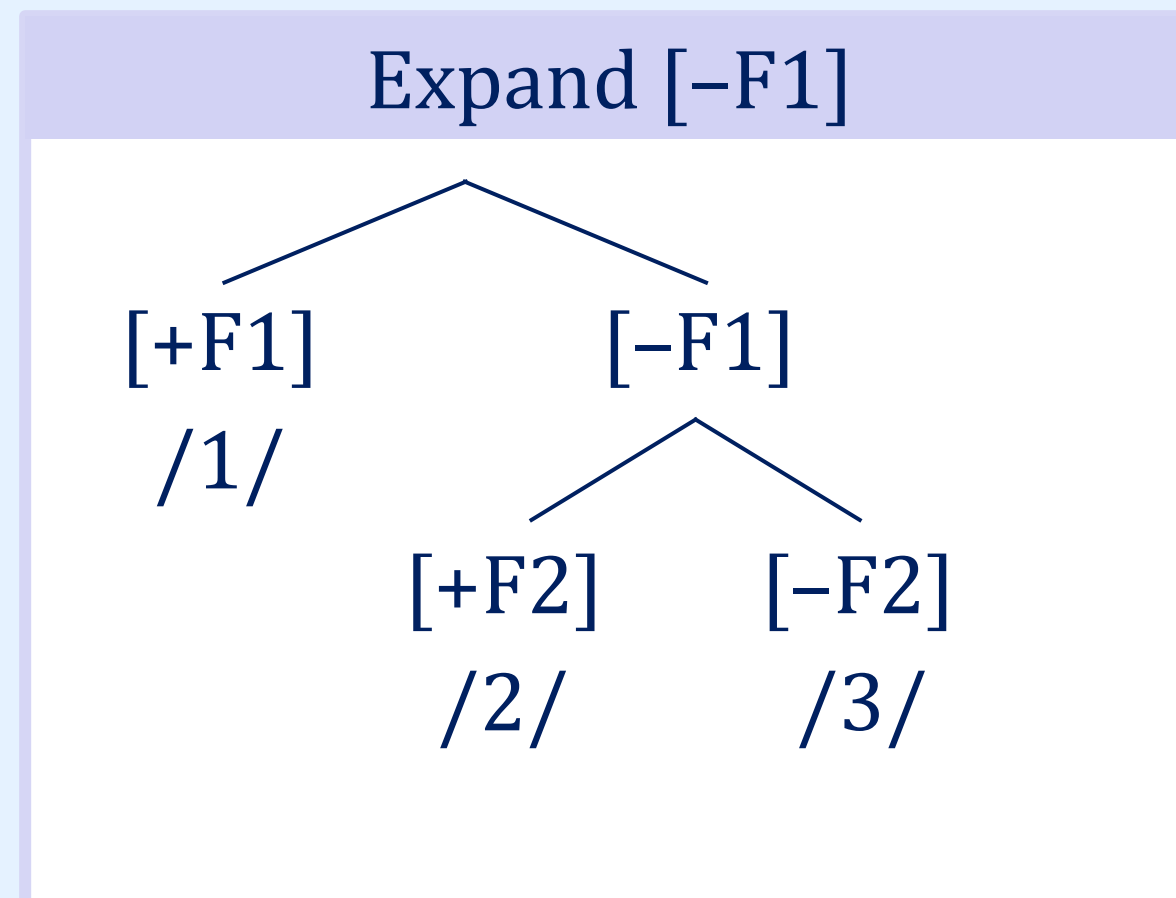 Expand [–F1]
[+F1] [–F1]
/1/
[+F2] [–F2]
/2/ /3/